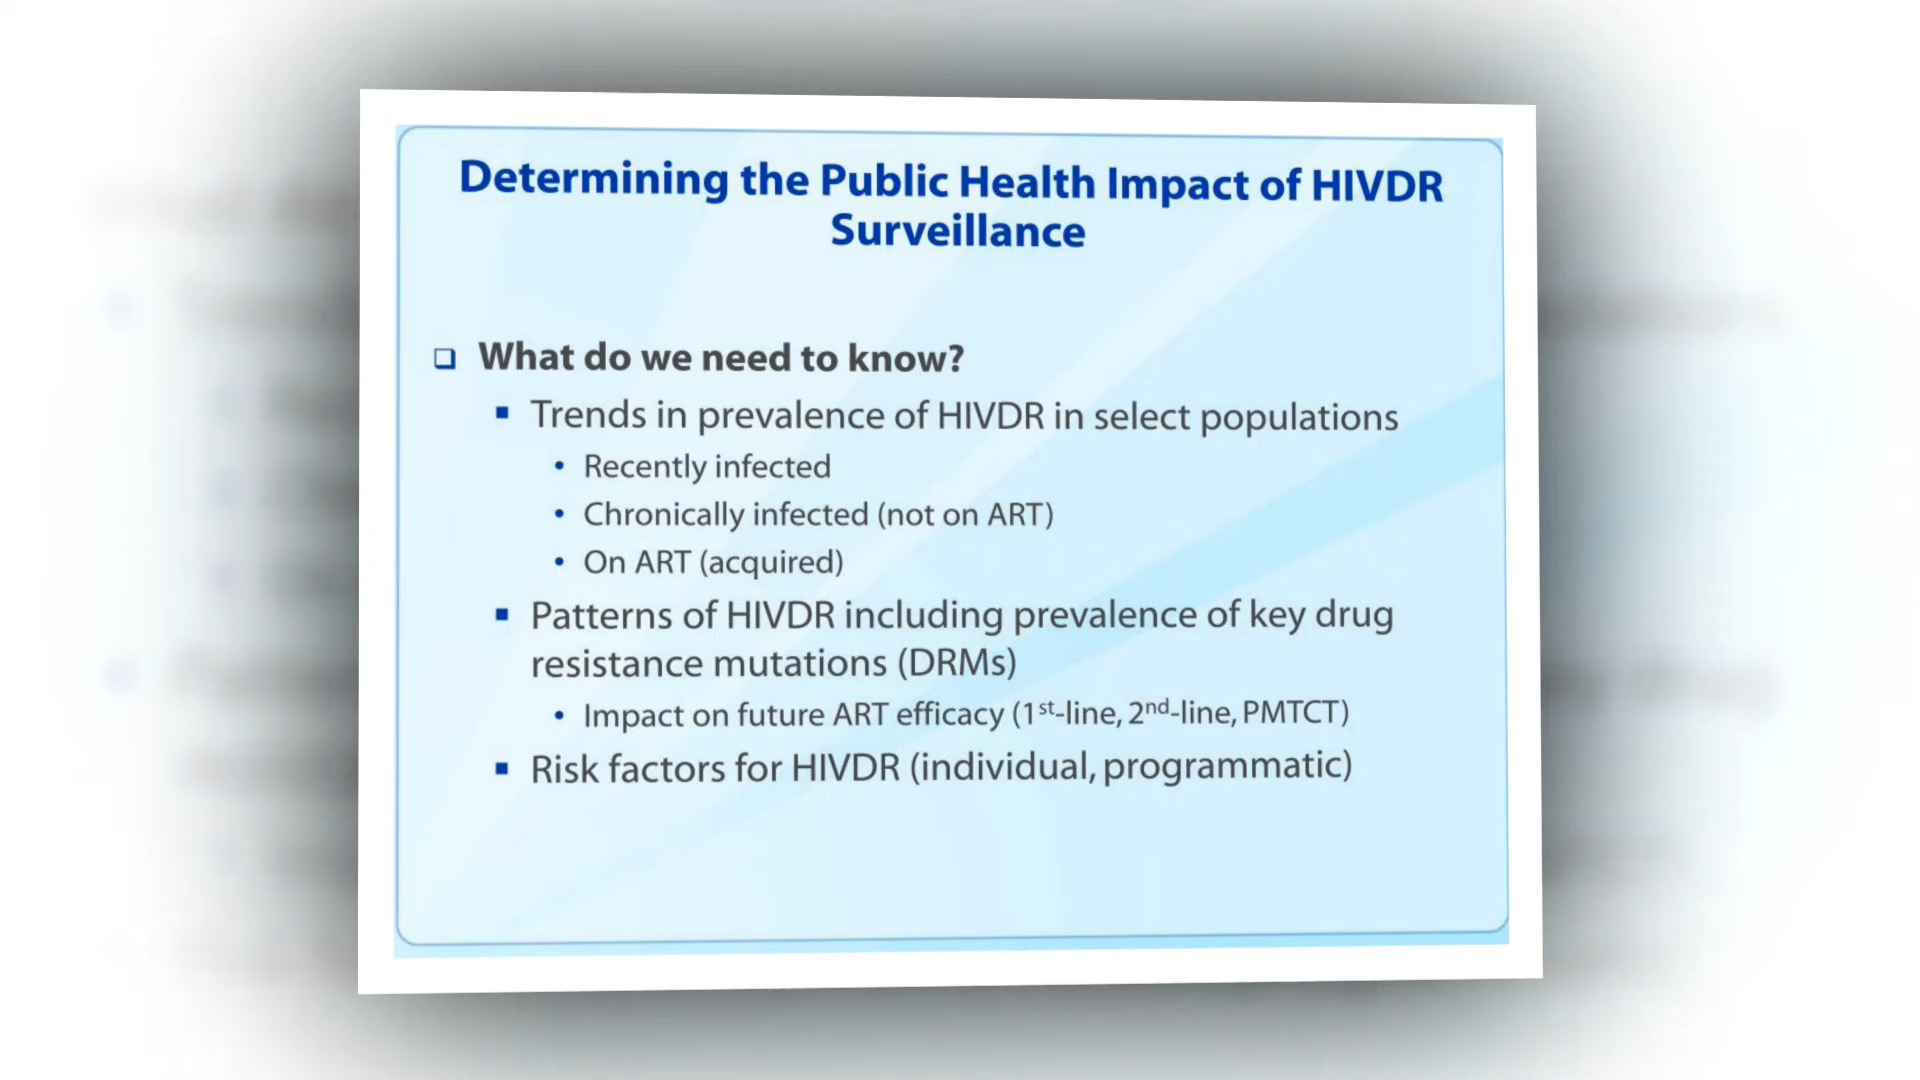 Determining the Public Health Impact of HIVDR
Surveillance
❑ What do we need to know?
▪ Trends in prevalence of HIVDR in select populations
• Recently infected
• Chronically infected (not on ART)
• On ART (acquired)
▪ Patterns of HIVDR including prevalence of key drug
resistance mutations (DRMs)
• Impact on future ART efficacy (1st-line, 2nd-line, PMTCT)
▪ Risk factors for HIVDR (individual, programmatic)